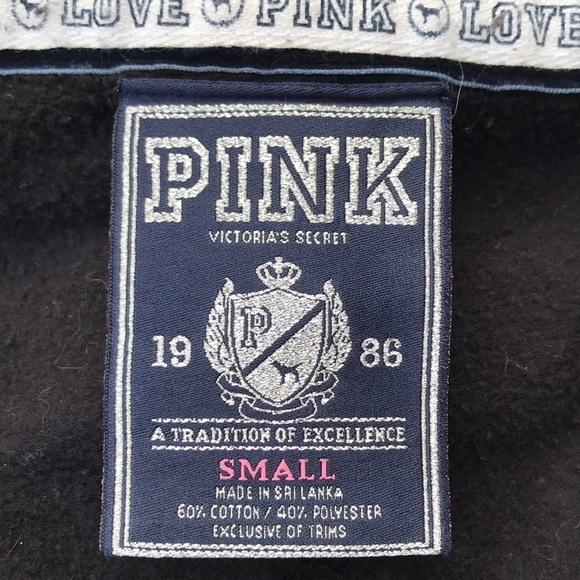 LOVE PINK LOVE
PINK
VICTORIA'S SECRET
P
19 86
A TRADITION OF EXCELLENCE
SMALL
MADE IN SRI LANKA
60% COTTON / 40% POLYESTER
EXCLUSIVE OF TRIMS